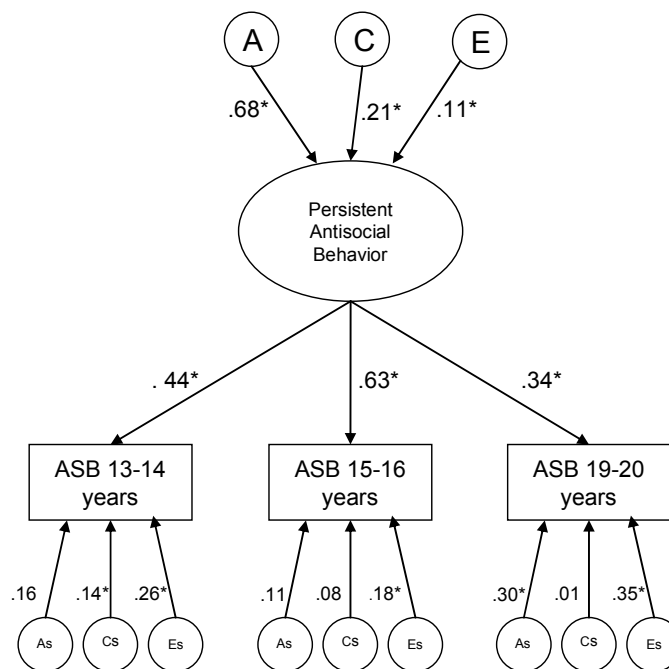 A C E
.68* .21* .11*
Persistent
Antisocial
Behavior
. 44* .63* .34*
ASB 13-14
years
ASB 15-16
years
ASB 19-20
years
.16 .14* .26* .11 .08 .18* .30* .01 .35*
As Cs Es As Cs Es As Cs Es